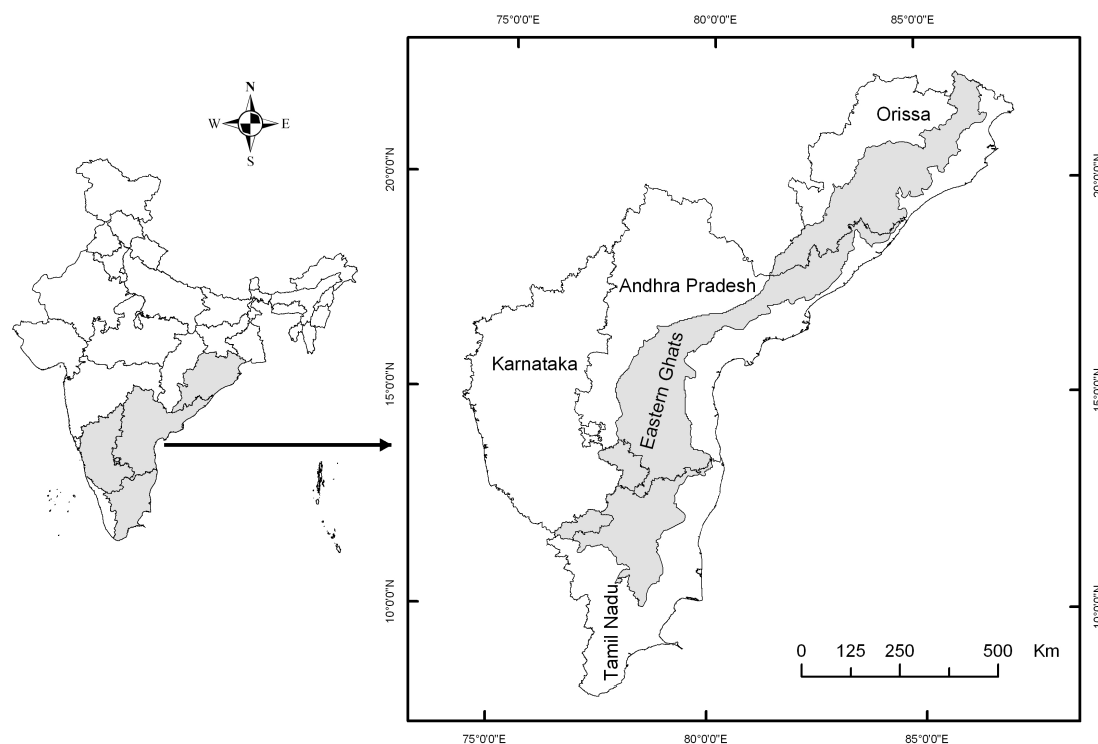 75°0'0"E 80°0'0"E 85°0'0"E
N
W E
S
Orissa
20°0'0"N
20°0'0"N
Andhra Pradesh
Karnataka
Eastern Ghats
15°0'0"N
15°0'0"N
10°0'0"N
10°0'0"N
Tamil Nadu
0 125 250 500 Km
75°0'0"E 80°0'0"E 85°0'0"E